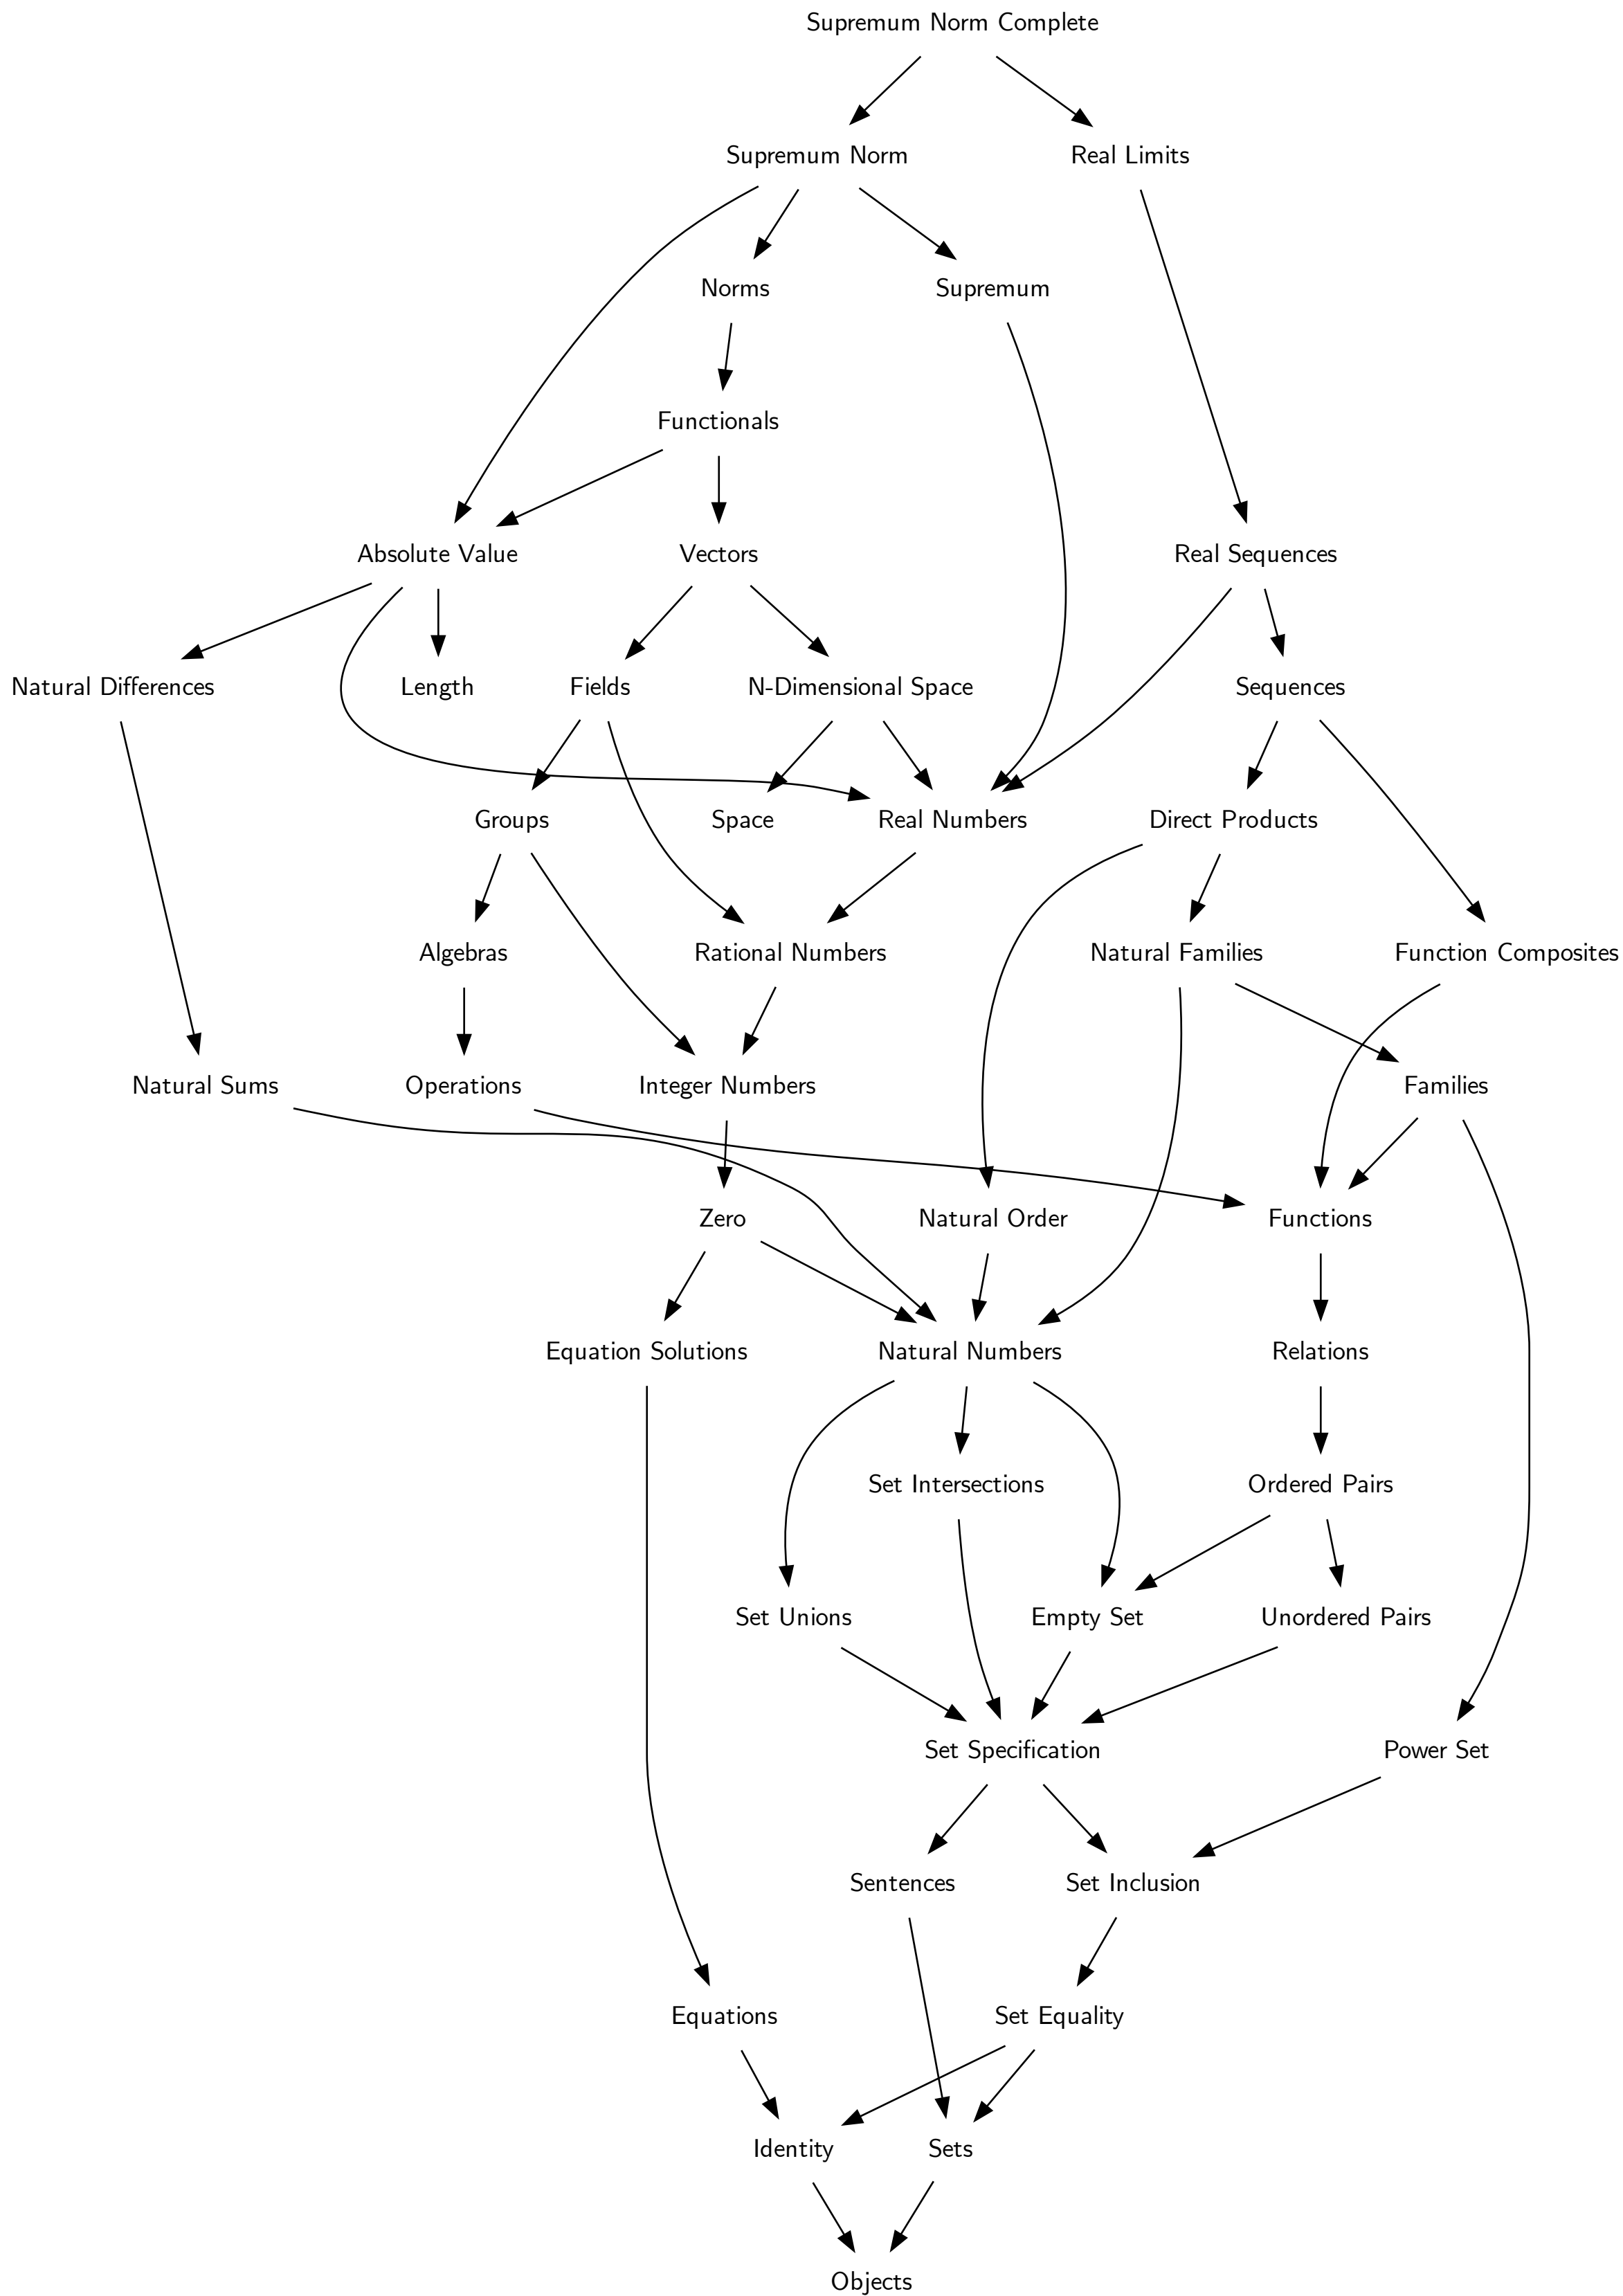 Supremum Norm Complete
Supremum Norm
Real Limits
Norms
Supremum
Functionals
Absolute Value
Vectors
Real Sequences
Natural Differences
Length
Fields
N-Dimensional Space
Sequences
Groups
Space
Real Numbers
Direct Products
Algebras
Rational Numbers
Natural Families
Function Composites
Natural Sums
Operations
Integer Numbers
Families
Zero
Natural Order
Functions
Equation Solutions
Natural Numbers
Relations
Set Intersections
Ordered Pairs
Set Unions
Empty Set
Unordered Pairs
Set Specification
Power Set
Sentences
Set Inclusion
Equations
Set Equality
Identity
Sets
Objects